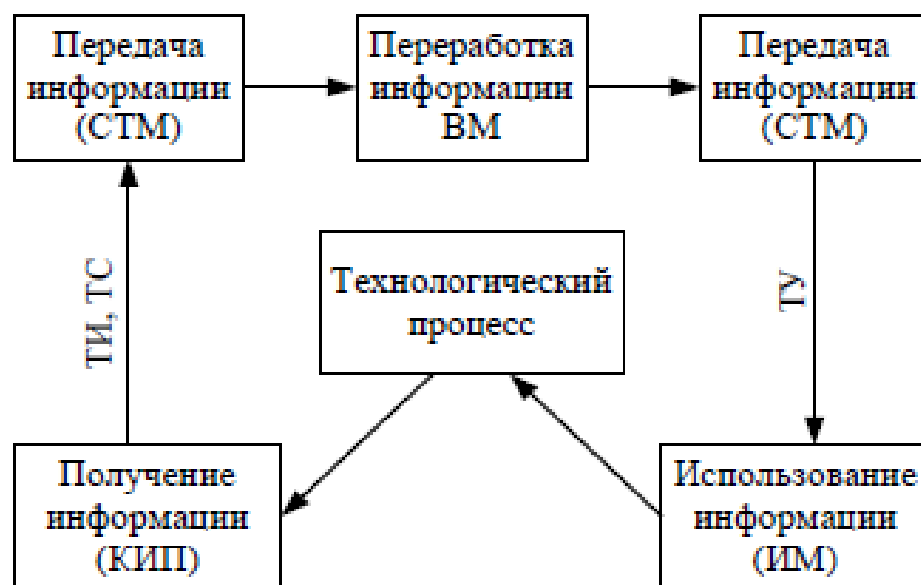 Передача
информации
(СТМ)
Переработка
информации
ВМ
Передача
информации
(СТМ)
ТИ, ТС
Технологический
процесс
ТУ
Получение
информации
(КИП)
Использование
информации
(ИМ)